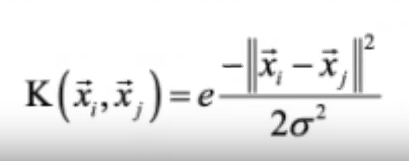 K(x⃗ᵢ, x⃗ⱼ) = e −‖x⃗ᵢ − x⃗ⱼ‖² / 2σ²